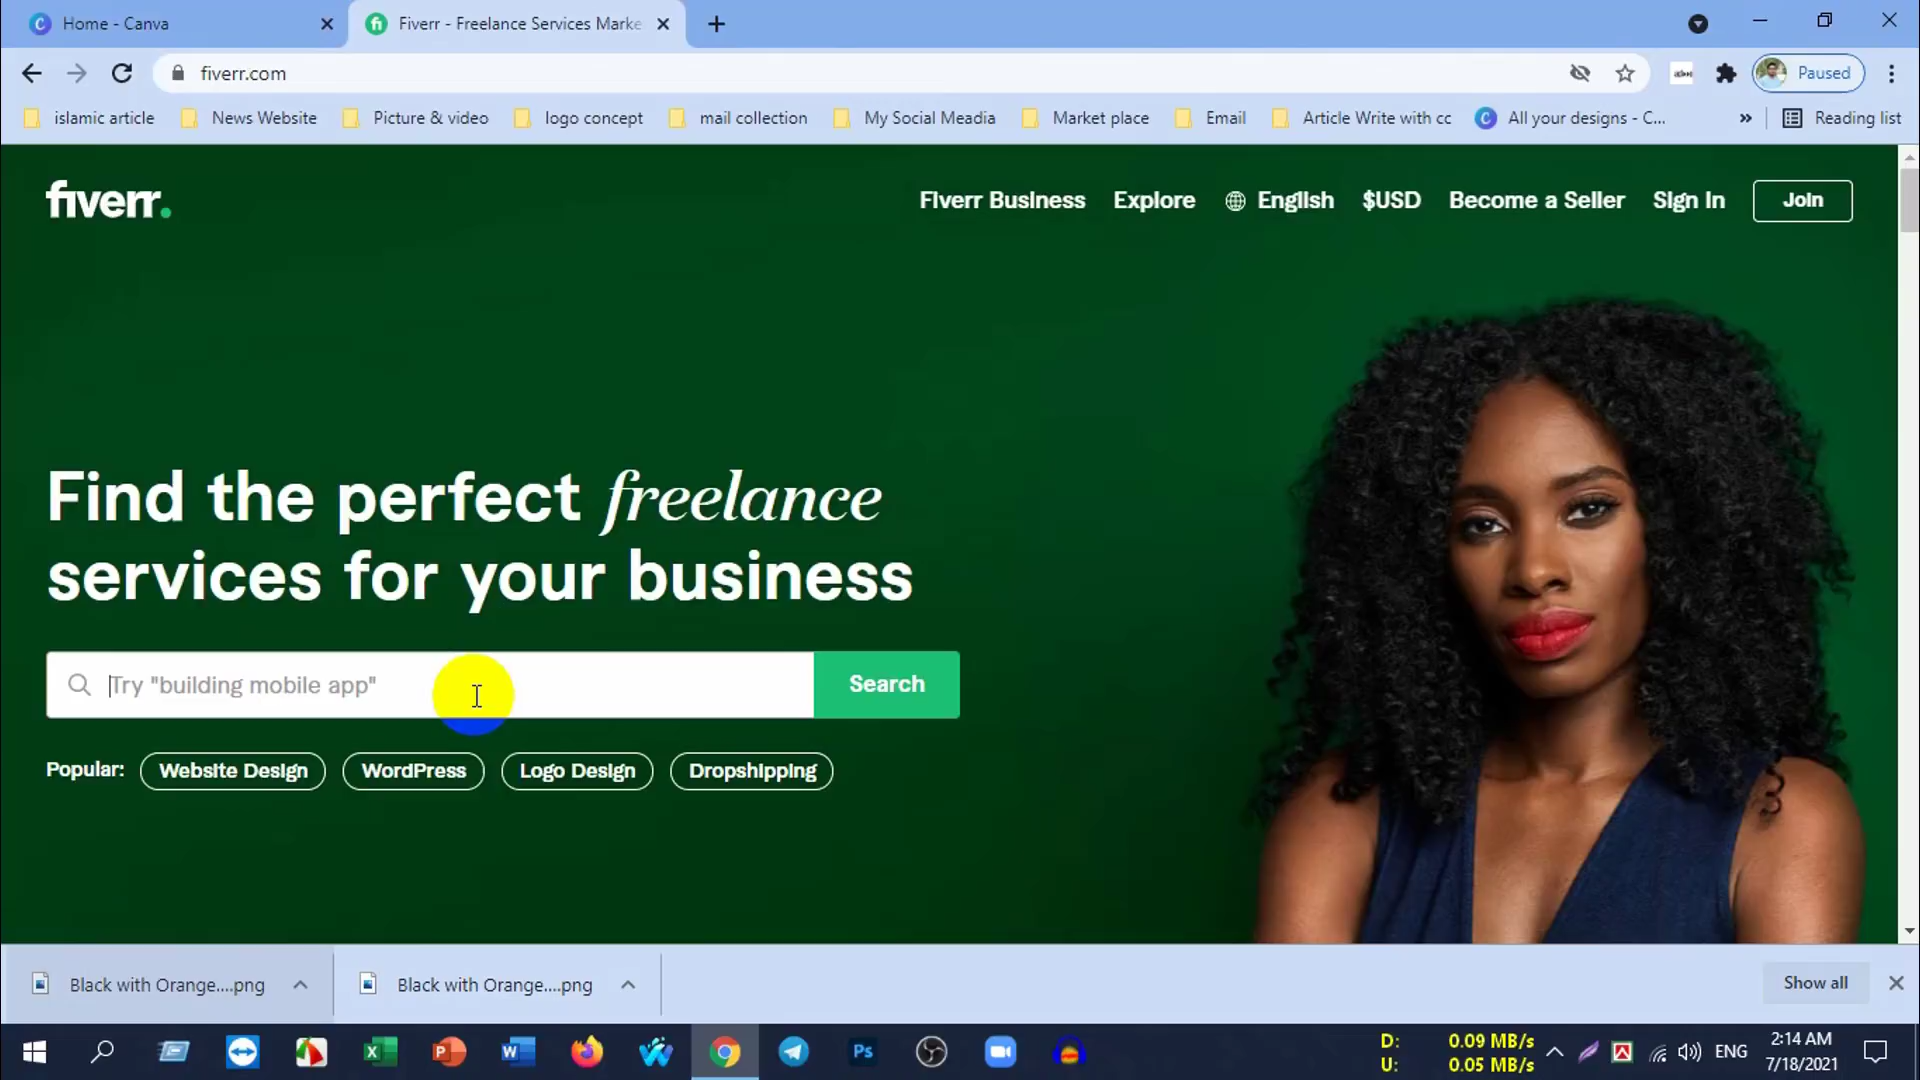 Home - Canva
Fiverr - Freelance Services Marke
fiverr.com
Paused
islamic article
News Website
Picture & video
logo concept
mail collection
My Social Meadia
Market place
Email
Article Write with cc
All your designs - C...
»
Reading list
fiverr.
Fiverr Business
Explore
English
$USD
Become a Seller
Sign In
Join
Find the perfect freelance
services for your business
Try "building mobile app"
Search
Popular:
Website Design
WordPress
Logo Design
Dropshipping
Black with Orange....png
Black with Orange....png
Show all
D: 0.09 MB/s
U: 0.05 MB/s
ENG
2:14 AM
7/18/2021